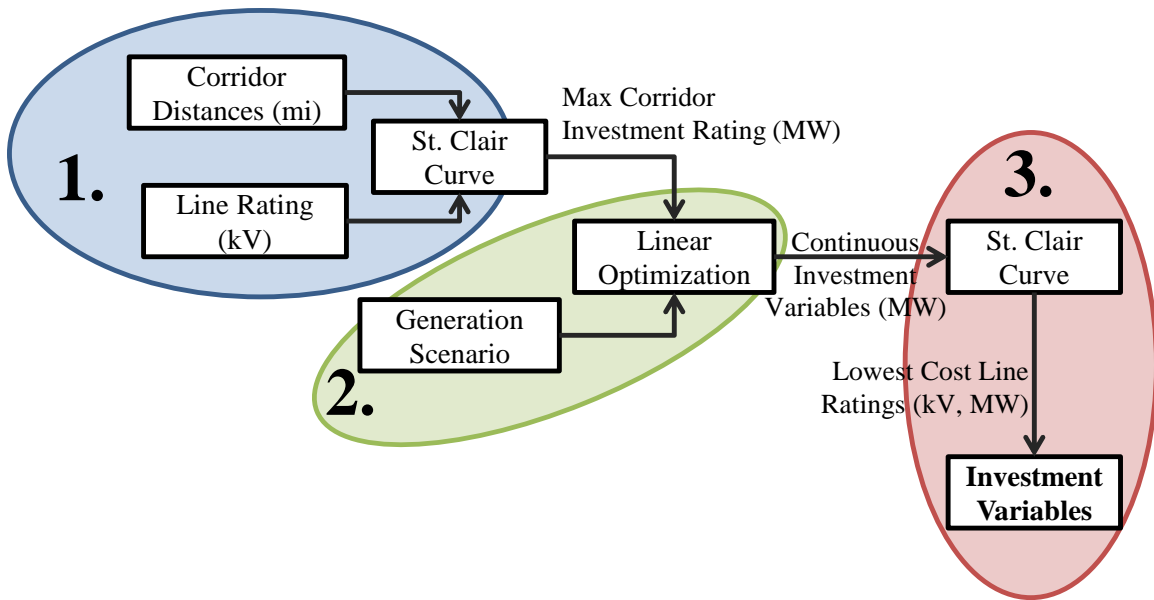 1.
Corridor
Distances (mi)
Line Rating
(kV)
St. Clair
Curve
Max Corridor
Investment Rating (MW)
2.
Generation
Scenario
Linear
Optimization
Continuous
Investment
Variables (MW)
3.
St. Clair
Curve
Lowest Cost Line
Ratings (kV, MW)
Investment
Variables